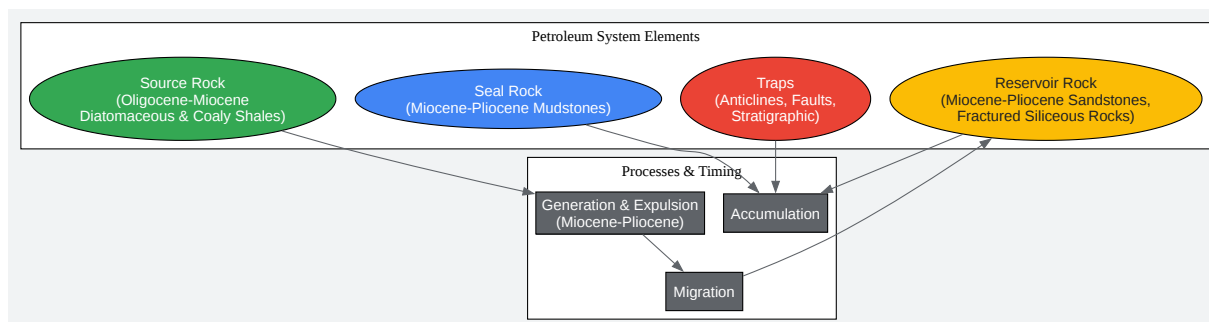 Petroleum System Elements
Source Rock
(Oligocene-Miocene
Diatomaceous & Coaly Shales)
Seal Rock
(Miocene-Pliocene Mudstones)
Traps
(Anticlines, Faults,
Stratigraphic)
Reservoir Rock
(Miocene-Pliocene Sandstones,
Fractured Siliceous Rocks)
Processes & Timing
Generation & Expulsion
(Miocene-Pliocene)
Accumulation
Migration